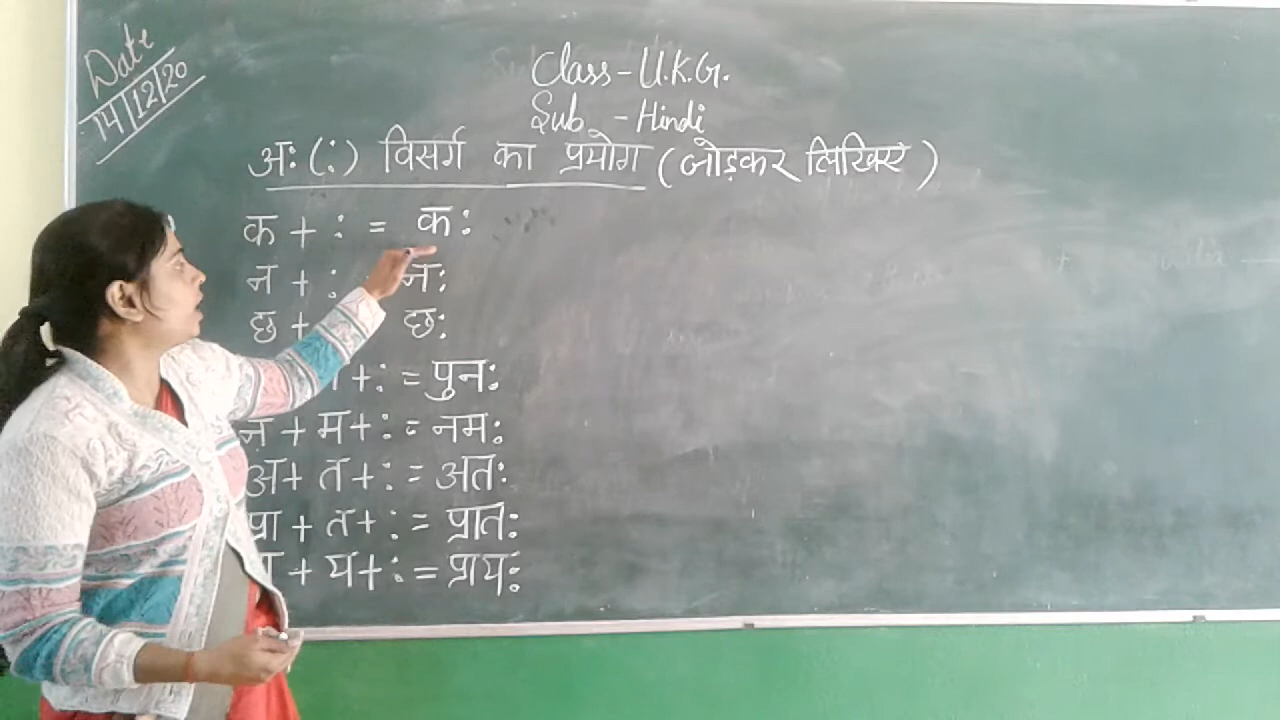 Date
14/12/20
Class-U.K.G.
Sub - Hindi
अः (ः) विसर्ग का प्रयोग (जोड़कर लिखिए)
क + ः = कः
न + ः नः
छ + छः
+ ः = पुनः
न + म + ः = नमः
अ + त + ः = अतः
प्रा + त + ः = प्रातः
+ य + ः = प्रायः